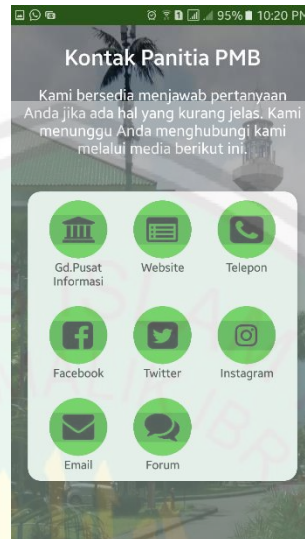 95% 10:20 PM
Kontak Panitia PMB
Kami bersedia menjawab pertanyaan
Anda jika ada hal yang kurang jelas. Kami
menunggu Anda menghubungi kami
melalui media berikut ini.
Gd.Pusat
Informasi
Website
Telepon
Facebook
Twitter
Instagram
Email
Forum